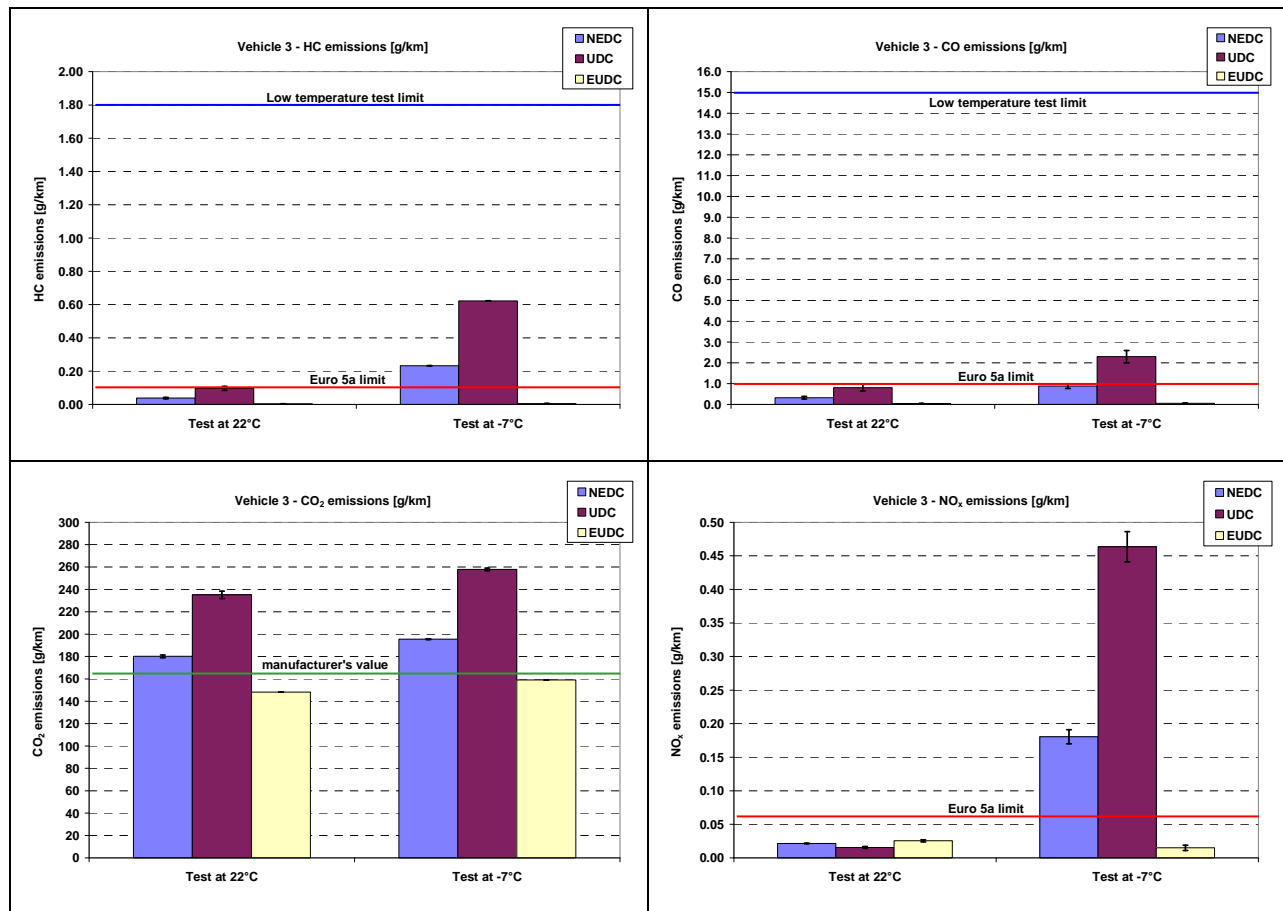 Vehicle 3 - HC emissions [g/km]
NEDC
UDC
EUDC
HC emissions [g/km]
2.00
1.80
1.60
1.40
1.20
1.00
0.80
0.60
0.40
0.20
0.00
Low temperature test limit
Euro 5a limit
Test at 22°C
Test at -7°C
Vehicle 3 - CO emissions [g/km]
NEDC
UDC
EUDC
CO emissions [g/km]
16.0
15.0
14.0
13.0
12.0
11.0
10.0
9.0
8.0
7.0
6.0
5.0
4.0
3.0
2.0
1.0
0.0
Low temperature test limit
Euro 5a limit
Test at 22°C
Test at -7°C
Vehicle 3 - CO₂ emissions [g/km]
NEDC
UDC
EUDC
CO₂ emissions [g/km]
300
280
260
240
220
200
180
160
140
120
100
80
60
40
20
0
manufacturer's value
Test at 22°C
Test at -7°C
Vehicle 3 - NOₓ emissions [g/km]
NEDC
UDC
EUDC
NOₓ emissions [g/km]
0.50
0.45
0.40
0.35
0.30
0.25
0.20
0.15
0.10
0.05
0.00
Euro 5a limit
Test at 22°C
Test at -7°C